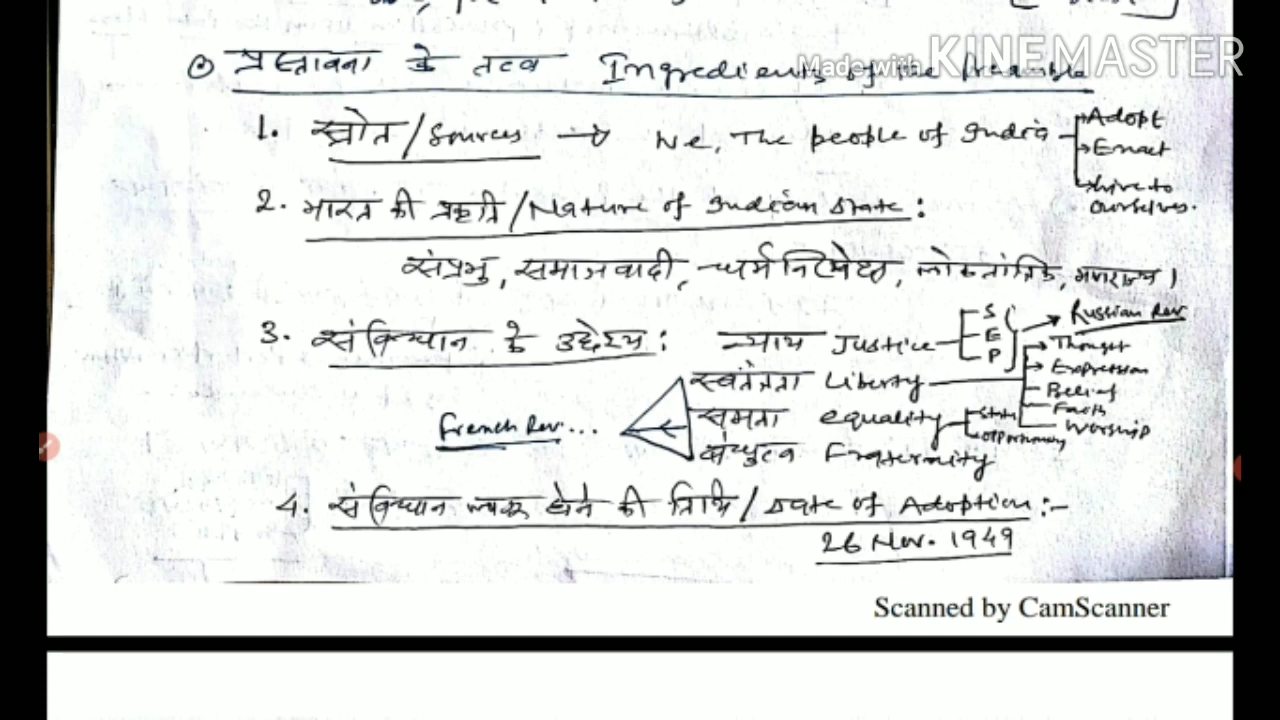 Made with KINEMASTER
⊙ प्रस्तावना के तत्व Ingredients of the Preamble
1. स्त्रोत/Sources → We, The people of India → Adopt
→ Enact
→ Give to ourselves.
2. भारत की प्रकृति/Nature of Indian State :
संप्रभु, समाजवादी, धर्मनिरपेक्ष, लोकतांत्रिक, गणराज्य।
3. संविधान के उद्देश्य : न्याय Justice S E P → Russian Rev
स्वतंत्रता Liberty → Thought
→ Expression
Belief
Faith
Worship
समता equality Status
opportunity
बंधुत्व Fraternity
French Rev...
4. संविधान लागू होने की तिथि/Date of Adoption :-
26 Nov. 1949
Scanned by CamScanner